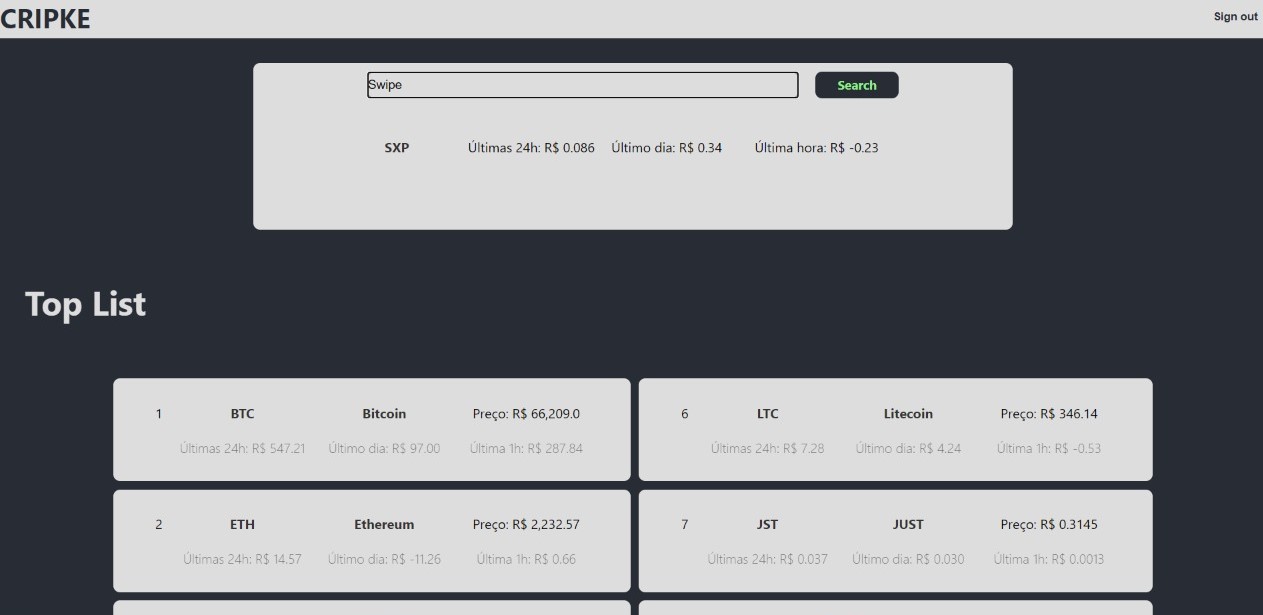 CRIPKE
Sign out
Swipe
Search
SXP Últimas 24h: R$ 0.086 Último dia: R$ 0.34 Última hora: R$ -0.23
Top List
1 BTC Bitcoin Preço: R$ 66,209.0
Últimas 24h: R$ 547.21 Último dia: R$ 97.00 Última 1h: R$ 287.84
6 LTC Litecoin Preço: R$ 346.14
Últimas 24h: R$ 7.28 Último dia: R$ 4.24 Última 1h: R$ -0.53
2 ETH Ethereum Preço: R$ 2,232.57
Últimas 24h: R$ 14.57 Último dia: R$ -11.26 Última 1h: R$ 0.66
7 JST JUST Preço: R$ 0.3145
Últimas 24h: R$ 0.037 Último dia: R$ 0.030 Última 1h: R$ 0.0013